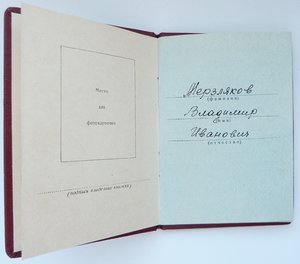 Место
для
фотокарточки
(подпись владельца книжки)
Мерзляков
(фамилия)
Владимир
(имя)
Иванович
(отчество)